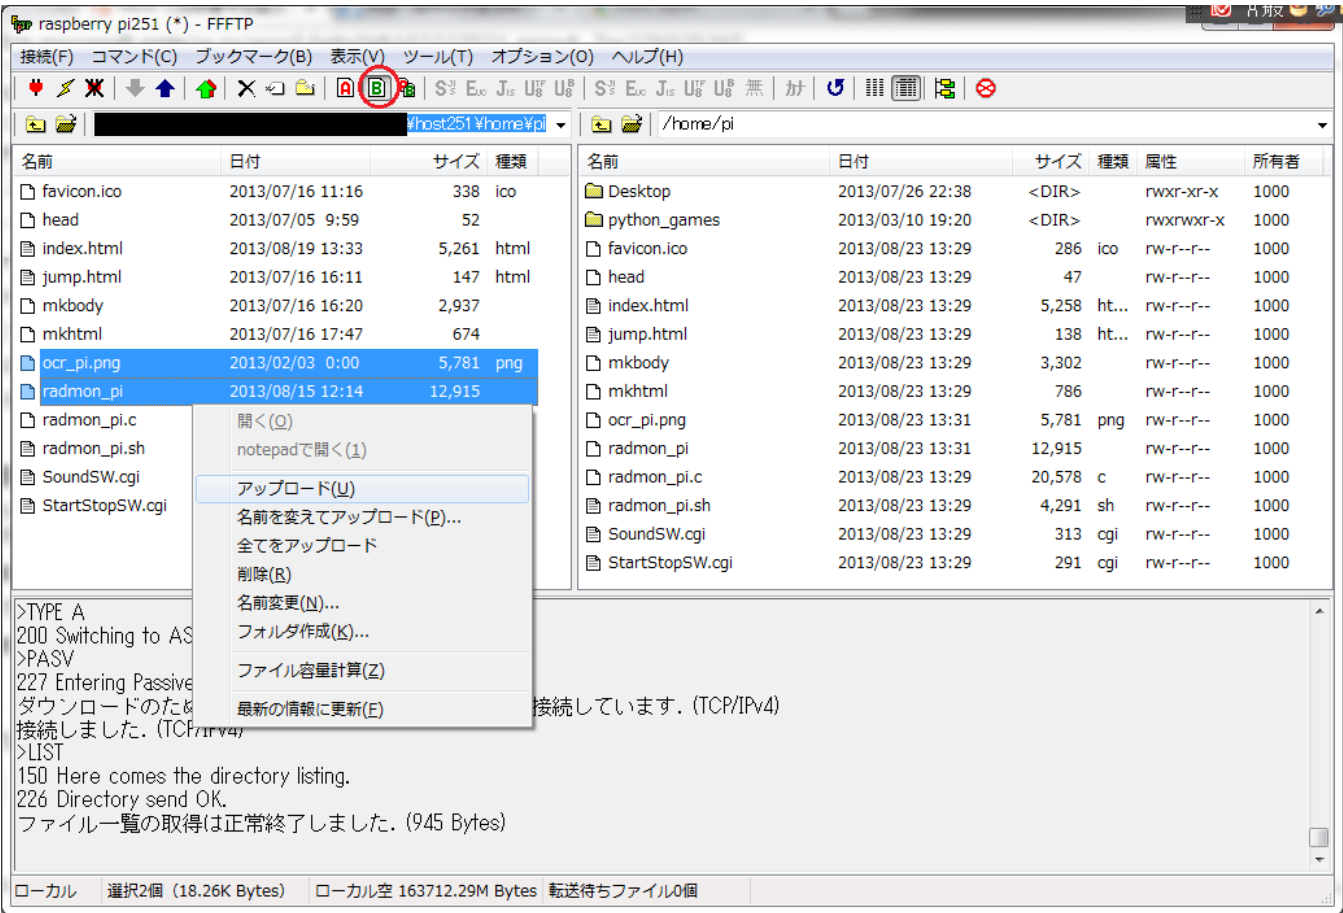 raspberry pi251 (*) - FFFTP
A 般
接続(F) コマンド(C) ブックマーク(B) 表示(V) ツール(T) オプション(O) ヘルプ(H)
¥host251¥home¥pi
/home/pi
名前 日付 サイズ 種類
favicon.ico 2013/07/16 11:16 338 ico
head 2013/07/05 9:59 52
index.html 2013/08/19 13:33 5,261 html
jump.html 2013/07/16 16:11 147 html
mkbody 2013/07/16 16:20 2,937
mkhtml 2013/07/16 17:47 674
ocr_pi.png 2013/02/03 0:00 5,781 png
radmon_pi 2013/08/15 12:14 12,915
radmon_pi.c
radmon_pi.sh
SoundSW.cgi
StartStopSW.cgi
開く(O)
notepadで開く(1)
アップロード(U)
名前を変えてアップロード(P)...
全てをアップロード
削除(R)
名前変更(N)...
フォルダ作成(K)...
ファイル容量計算(Z)
最新の情報に更新(F)
名前 日付 サイズ 種類 属性 所有者
Desktop 2013/07/26 22:38 <DIR> rwxr-xr-x 1000
python_games 2013/03/10 19:20 <DIR> rwxrwxr-x 1000
favicon.ico 2013/08/23 13:29 286 ico rw-r--r-- 1000
head 2013/08/23 13:29 47 rw-r--r-- 1000
index.html 2013/08/23 13:29 5,258 ht... rw-r--r-- 1000
jump.html 2013/08/23 13:29 138 ht... rw-r--r-- 1000
mkbody 2013/08/23 13:29 3,302 rw-r--r-- 1000
mkhtml 2013/08/23 13:29 786 rw-r--r-- 1000
ocr_pi.png 2013/08/23 13:31 5,781 png rw-r--r-- 1000
radmon_pi 2013/08/23 13:31 12,915 rw-r--r-- 1000
radmon_pi.c 2013/08/23 13:29 20,578 c rw-r--r-- 1000
radmon_pi.sh 2013/08/23 13:29 4,291 sh rw-r--r-- 1000
SoundSW.cgi 2013/08/23 13:29 313 cgi rw-r--r-- 1000
StartStopSW.cgi 2013/08/23 13:29 291 cgi rw-r--r-- 1000
>TYPE A
200 Switching to AS
>PASV
227 Entering Passive
ダウンロードのため 接続しています. (TCP/IPv4)
接続しました. (TCP/IPv4)
>LIST
150 Here comes the directory listing.
226 Directory send OK.
ファイル一覧の取得は正常終了しました. (945 Bytes)
ローカル 選択2個 (18.26K Bytes) ローカル空 163712.29M Bytes 転送待ちファイル0個